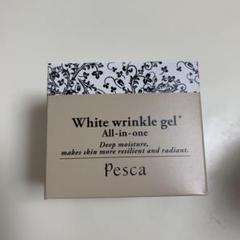 White wrinkle gel*
All-in-one
Deep moisture,
makes skin more resilient and radiant.
Pesca